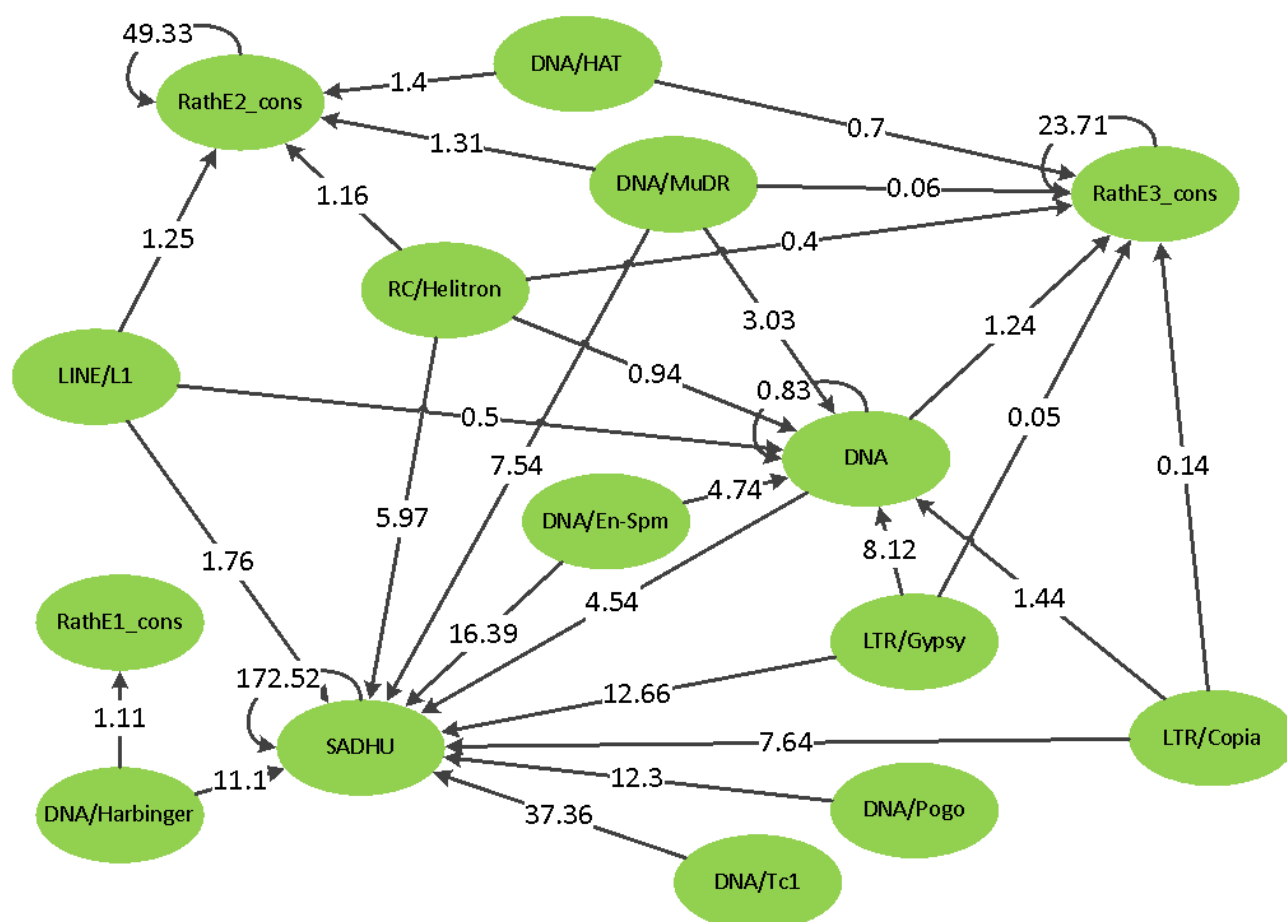 49.33
DNA/HAT
RathE2_cons
1.4
0.7
23.71
1.31
DNA/MuDR
0.06
RathE3_cons
1.16
1.25
0.4
RC/Helitron
3.03
1.24
LINE/L1
0.94
0.83
0.5
0.05
7.54
DNA
0.14
4.74
5.97
DNA/En-Spm
8.12
1.76
4.54
1.44
RathE1_cons
16.39
LTR/Gypsy
172.52
12.66
1.11
SADHU
7.64
LTR/Copia
11.1
12.3
DNA/Harbinger
DNA/Pogo
37.36
DNA/Tc1